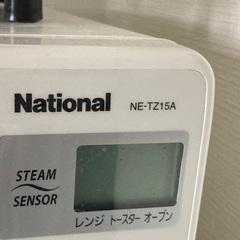 National NE-TZ15A
STEAM
SENSOR
レンジ トースター オーブン